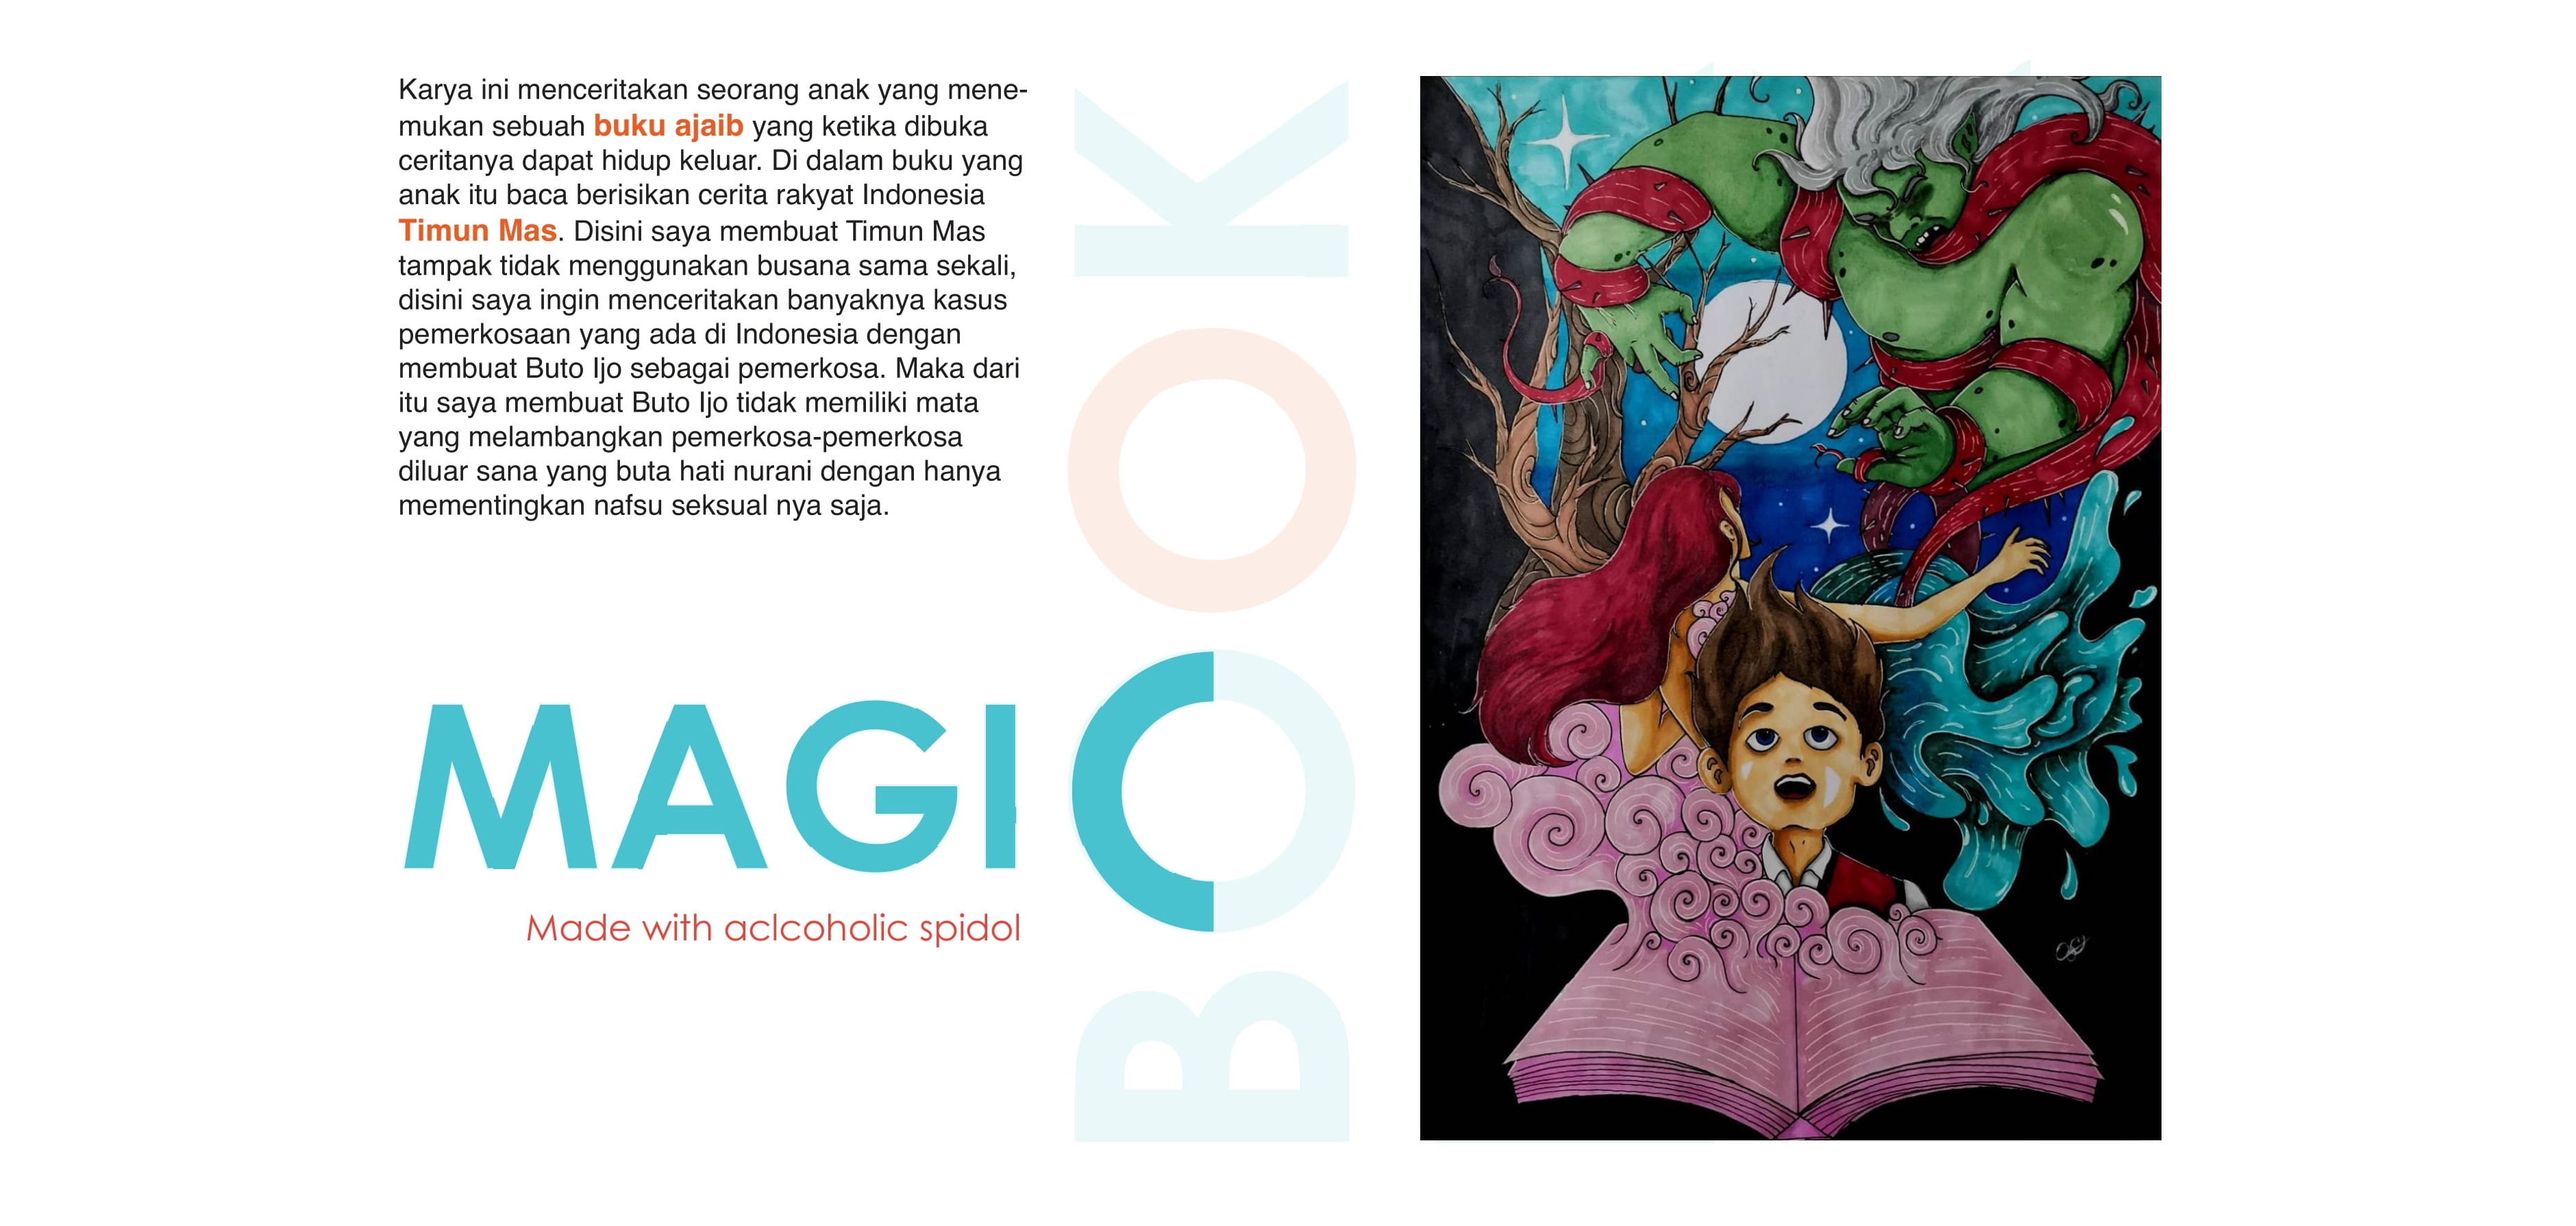 Karya ini menceritakan seorang anak yang mene-
mukan sebuah buku ajaib yang ketika dibuka
ceritanya dapat hidup keluar. Di dalam buku yang
anak itu baca berisikan cerita rakyat Indonesia
Timun Mas. Disini saya membuat Timun Mas
tampak tidak menggunakan busana sama sekali,
disini saya ingin menceritakan banyaknya kasus
pemerkosaan yang ada di Indonesia dengan
membuat Buto Ijo sebagai pemerkosa. Maka dari
itu saya membuat Buto Ijo tidak memiliki mata
yang melambangkan pemerkosa-pemerkosa
diluar sana yang buta hati nurani dengan hanya
mementingkan nafsu seksual nya saja.
MAGIC
Made with aclcoholic spidol
BOOK